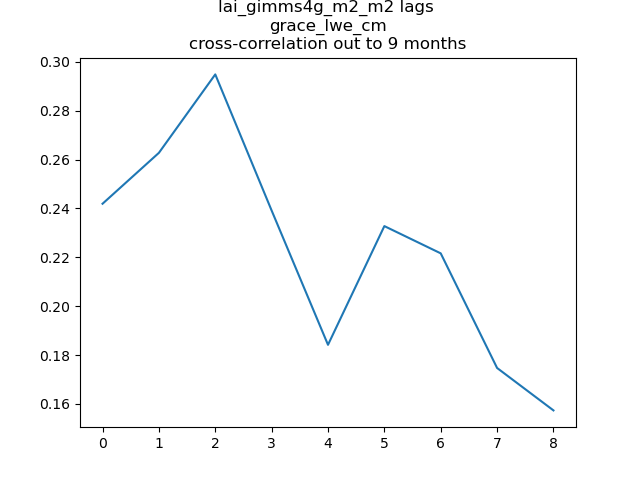 lai_gimms4g_m2_m2 lags
grace_lwe_cm
cross-correlation out to 9 months
0.30
0.28
0.26
0.24
0.22
0.20
0.18
0.16
0 1 2 3 4 5 6 7 8